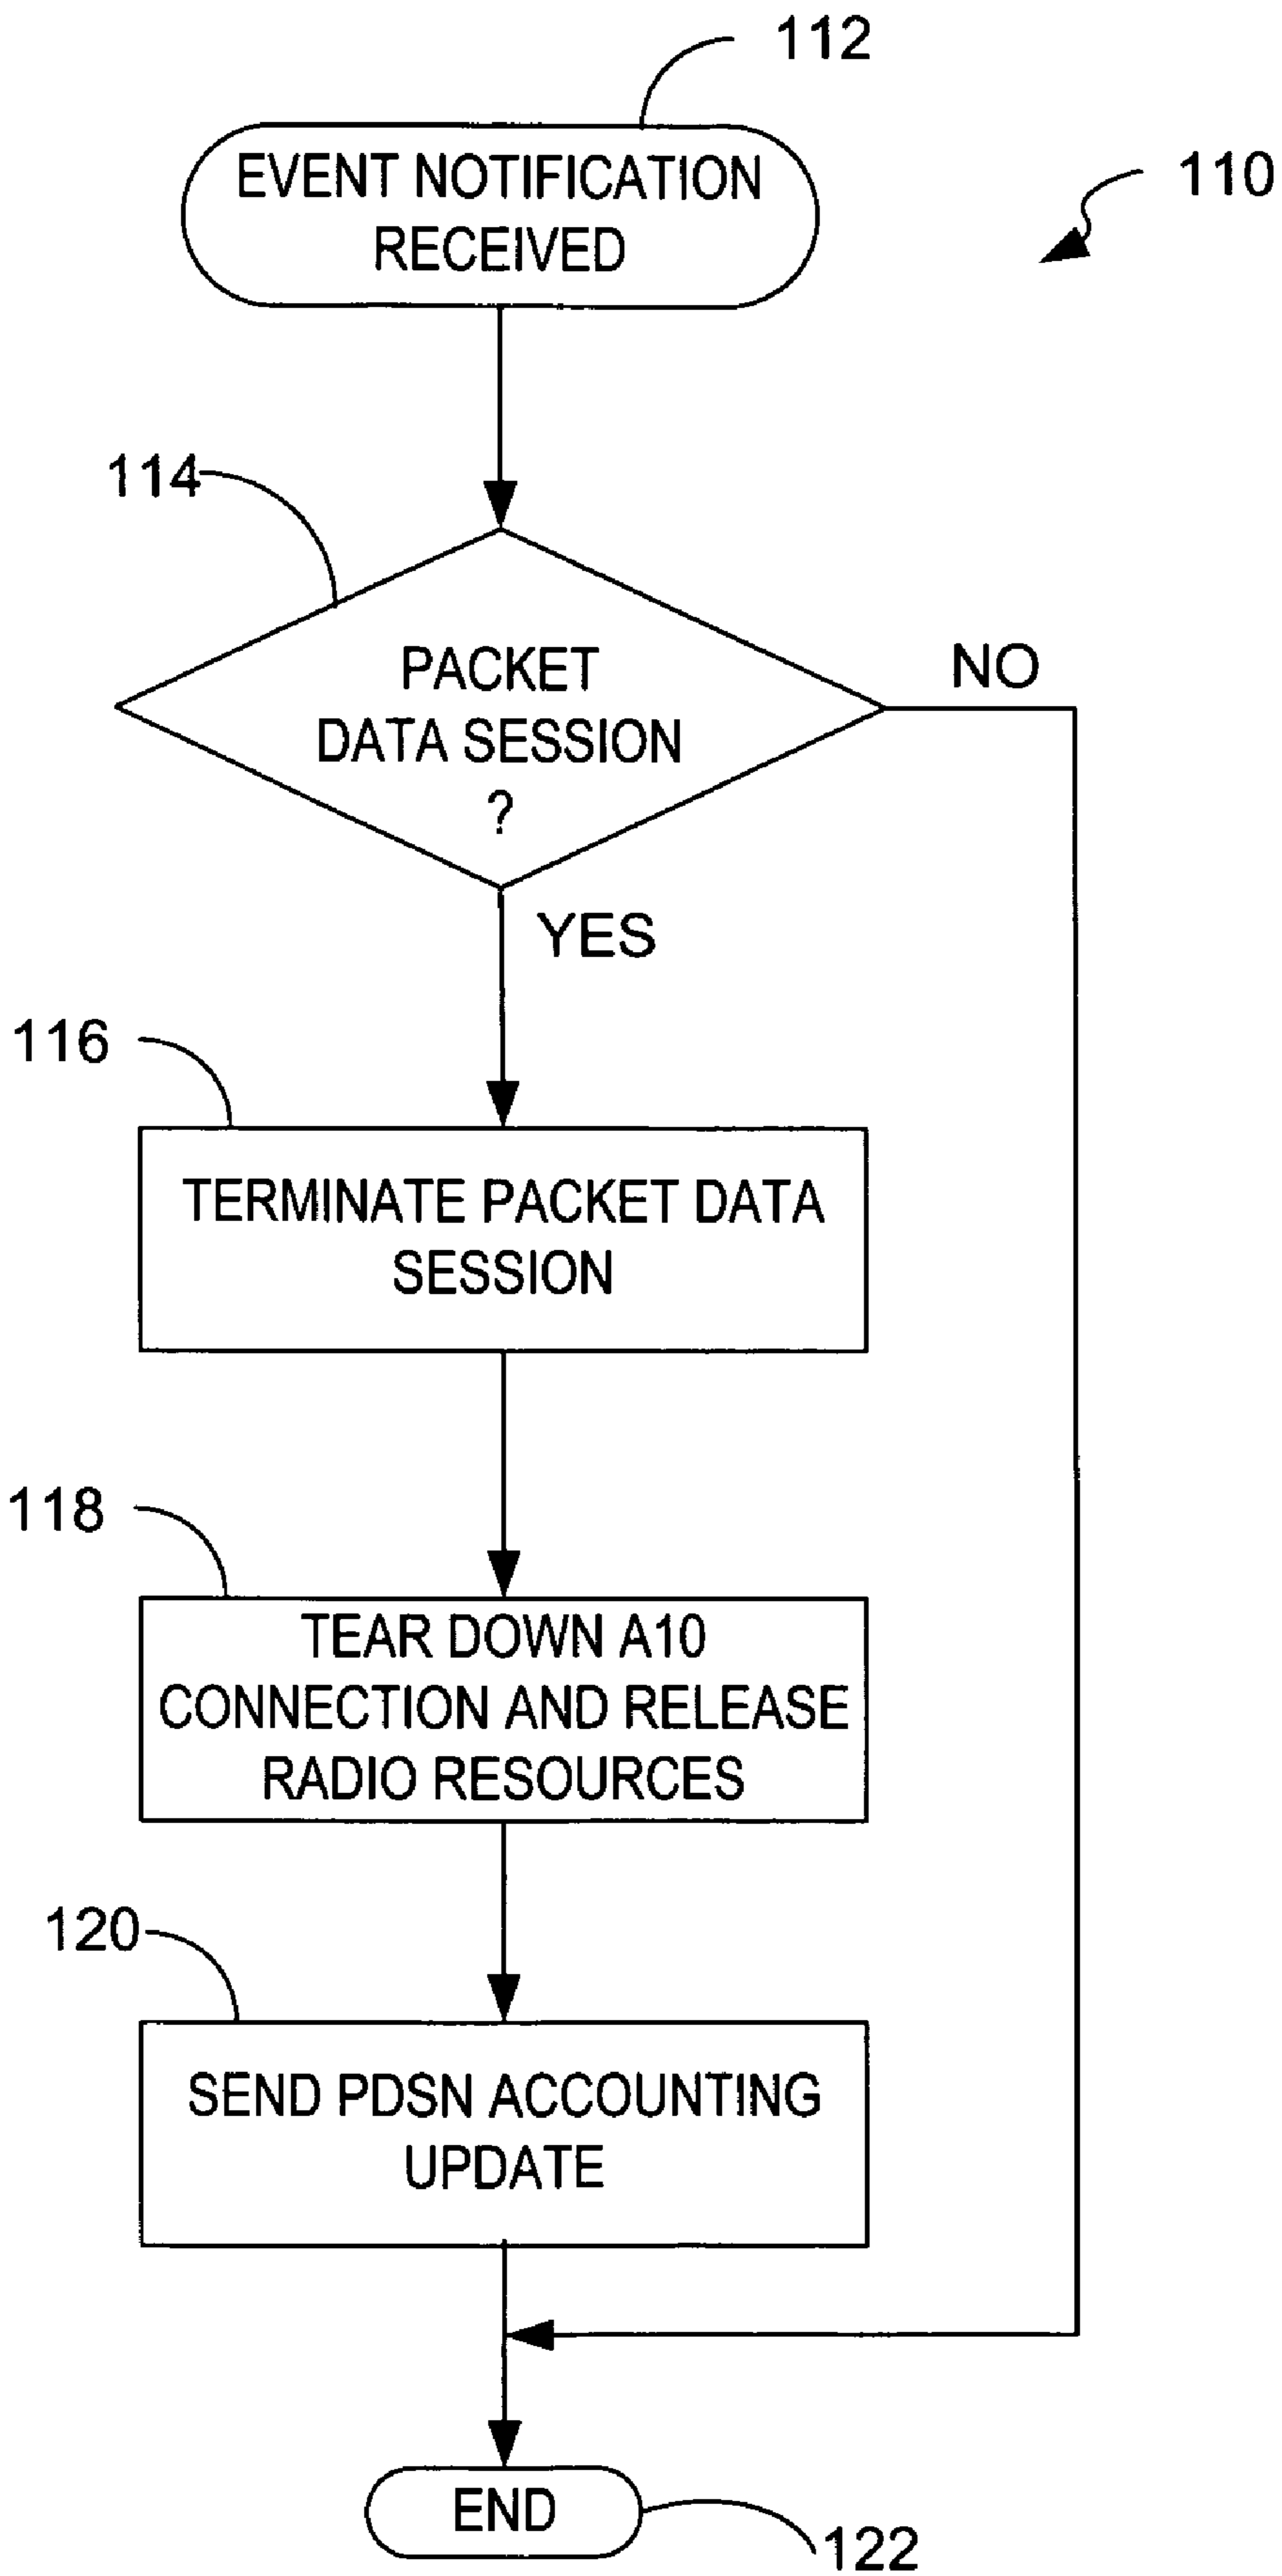 112
EVENT NOTIFICATION
RECEIVED
110
114
PACKET
DATA SESSION
?
NO
YES
116
TERMINATE PACKET DATA
SESSION
118
TEAR DOWN A10
CONNECTION AND RELEASE
RADIO RESOURCES
120
SEND PDSN ACCOUNTING
UPDATE
END
122